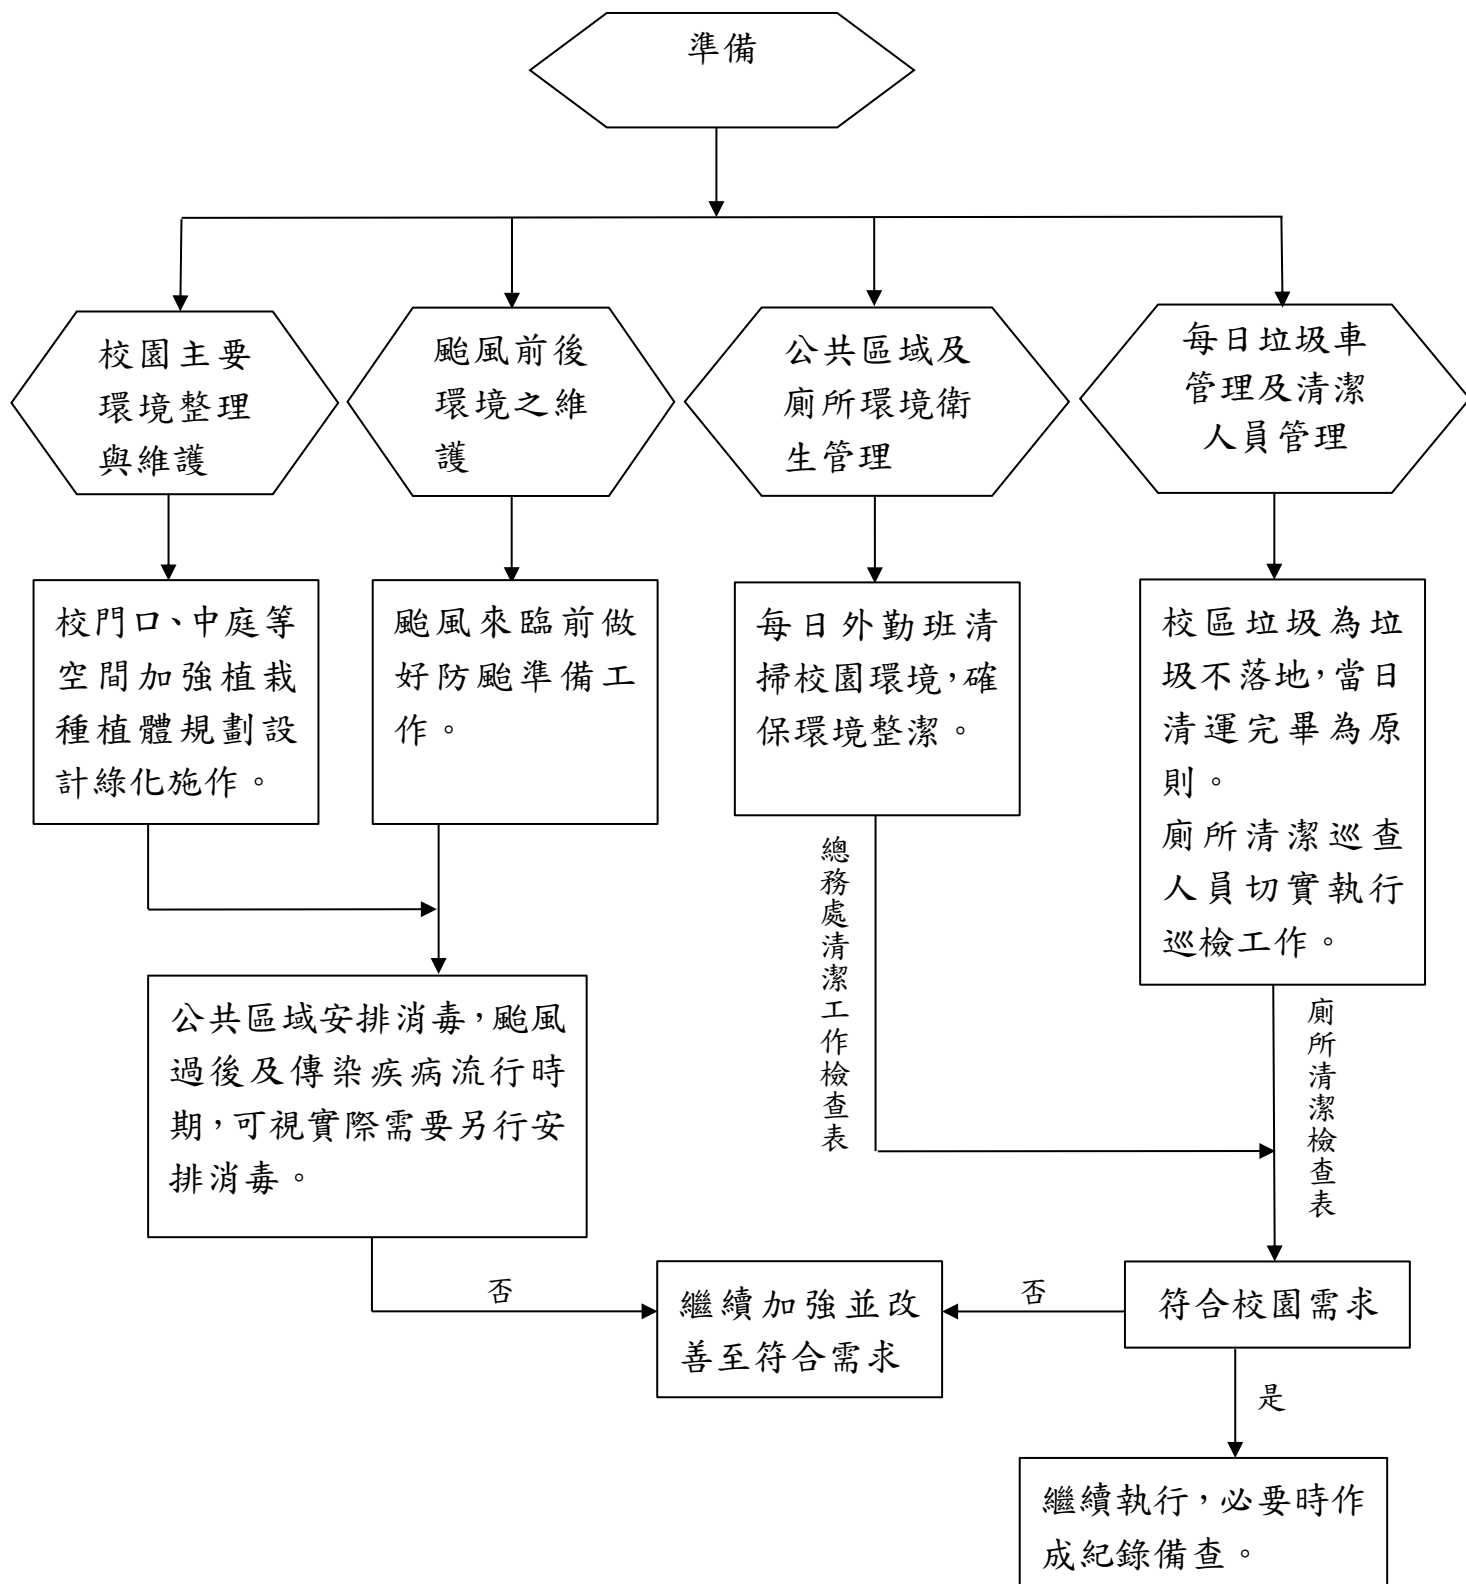 準備
校園主要
環境整理
與維護
颱風前後
環境之維
護
公共區域及
廁所環境衛
生管理
每日垃圾車
管理及清潔
人員管理
校門口、中庭等
空間加強植栽
種植體規劃設
計綠化施作。
颱風來臨前做
好防颱準備工
作。
每日外勤班清
掃校園環境，確
保環境整潔。
校區垃圾為垃
圾不落地，當日
清運完畢為原
則。
廁所清潔巡查
人員切實執行
巡檢工作。
總務處清潔工作檢查表
廁所清潔檢查表
公共區域安排消毒，颱風
過後及傳染疾病流行時
期，可視實際需要另行安
排消毒。
否
繼續加強並改
善至符合需求
否
符合校園需求
是
繼續執行，必要時作
成紀錄備查。